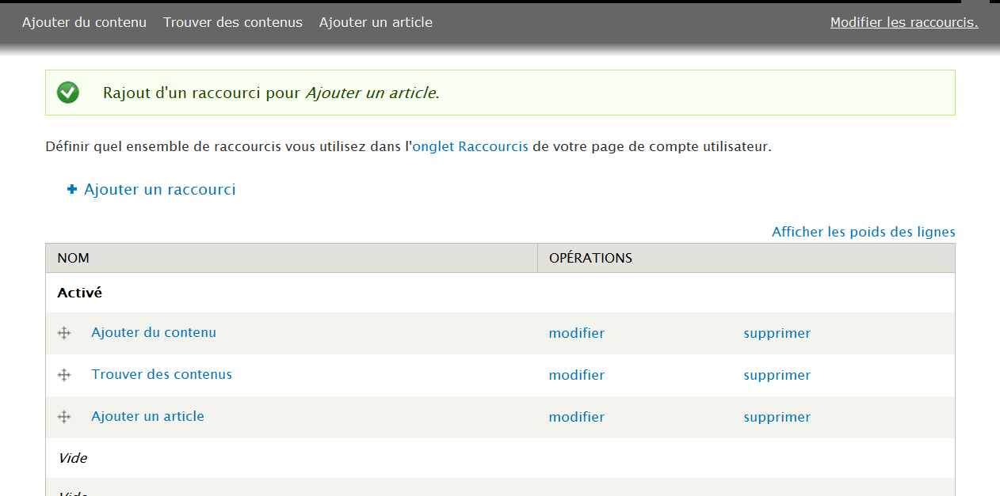 Ajouter du contenu Trouver des contenus Ajouter un article Modifier les raccourcis.
Rajout d'un raccourci pour Ajouter un article.
Définir quel ensemble de raccourcis vous utilisez dans l'onglet Raccourcis de votre page de compte utilisateur.
Ajouter un raccourci
Afficher les poids des lignes
NOM OPÉRATIONS
Activé
Ajouter du contenu modifier supprimer
Trouver des contenus modifier supprimer
Ajouter un article modifier supprimer
Vide
Vide